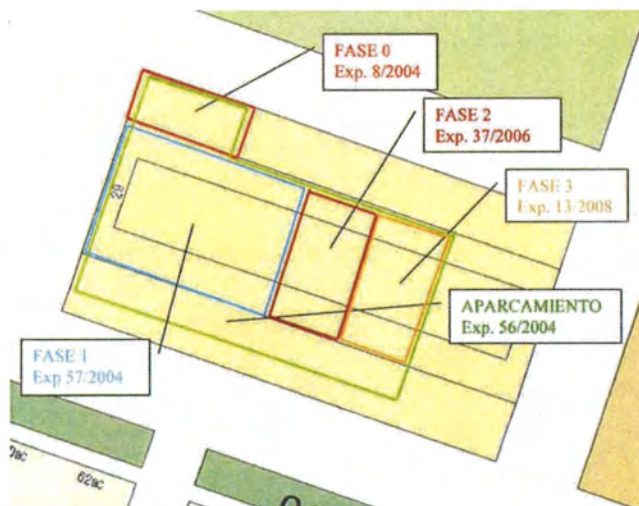 FASE 0
Exp. 8/2004
FASE 2
Exp. 37/2006
FASE 3
Exp. 13/2008
29
APARCAMIENTO
Exp. 56/2004
FASE 1
Exp 57/2004
62ac